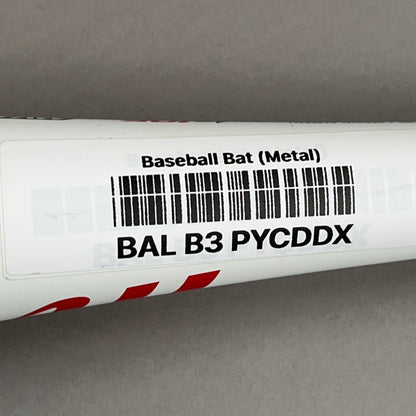 Baseball Bat (Metal)
BAL B3 PYCDDX